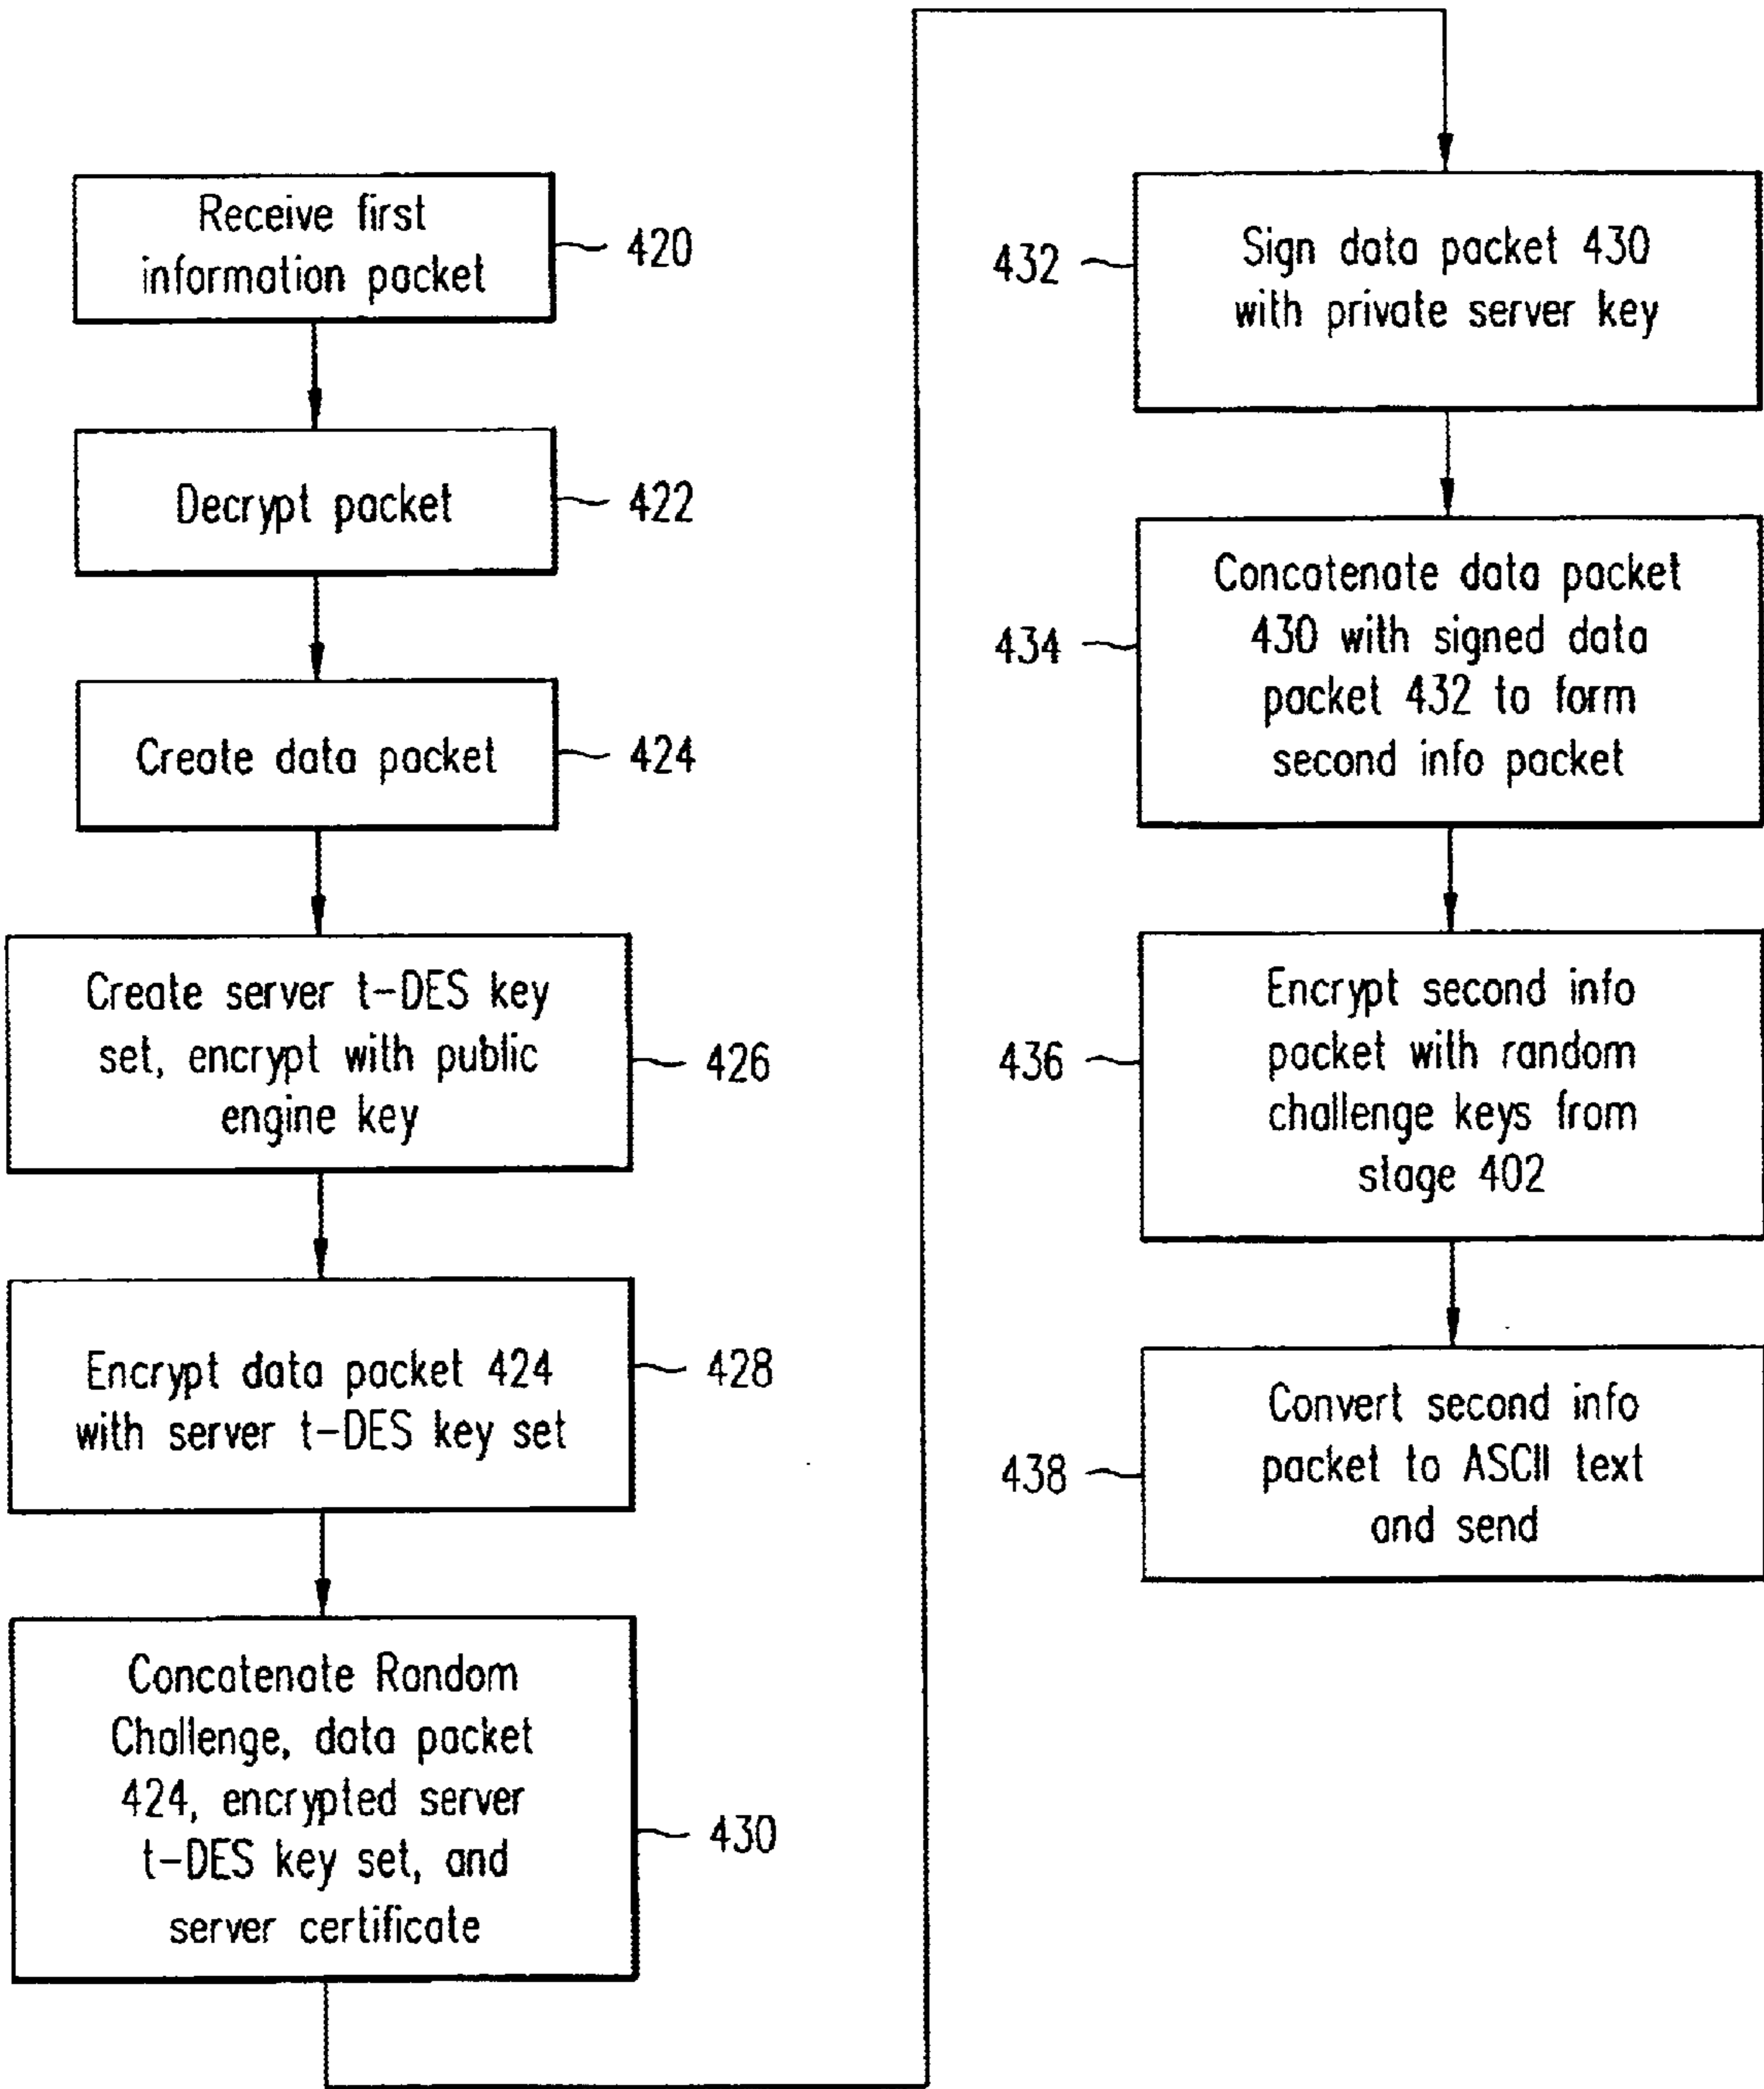 Receive first
information packet
420
Decrypt packet
422
Create data packet
424
Create server t-DES key
set, encrypt with public
engine key
426
Encrypt data packet 424
with server t-DES key set
428
Concatenate Random
Challenge, data packet
424, encrypted server
t-DES key set, and
server certificate
430
432
Sign data packet 430
with private server key
434
Concatenate data packet
430 with signed data
packet 432 to form
second info packet
436
Encrypt second info
packet with random
challenge keys from
stage 402
438
Convert second info
packet to ASCII text
and send